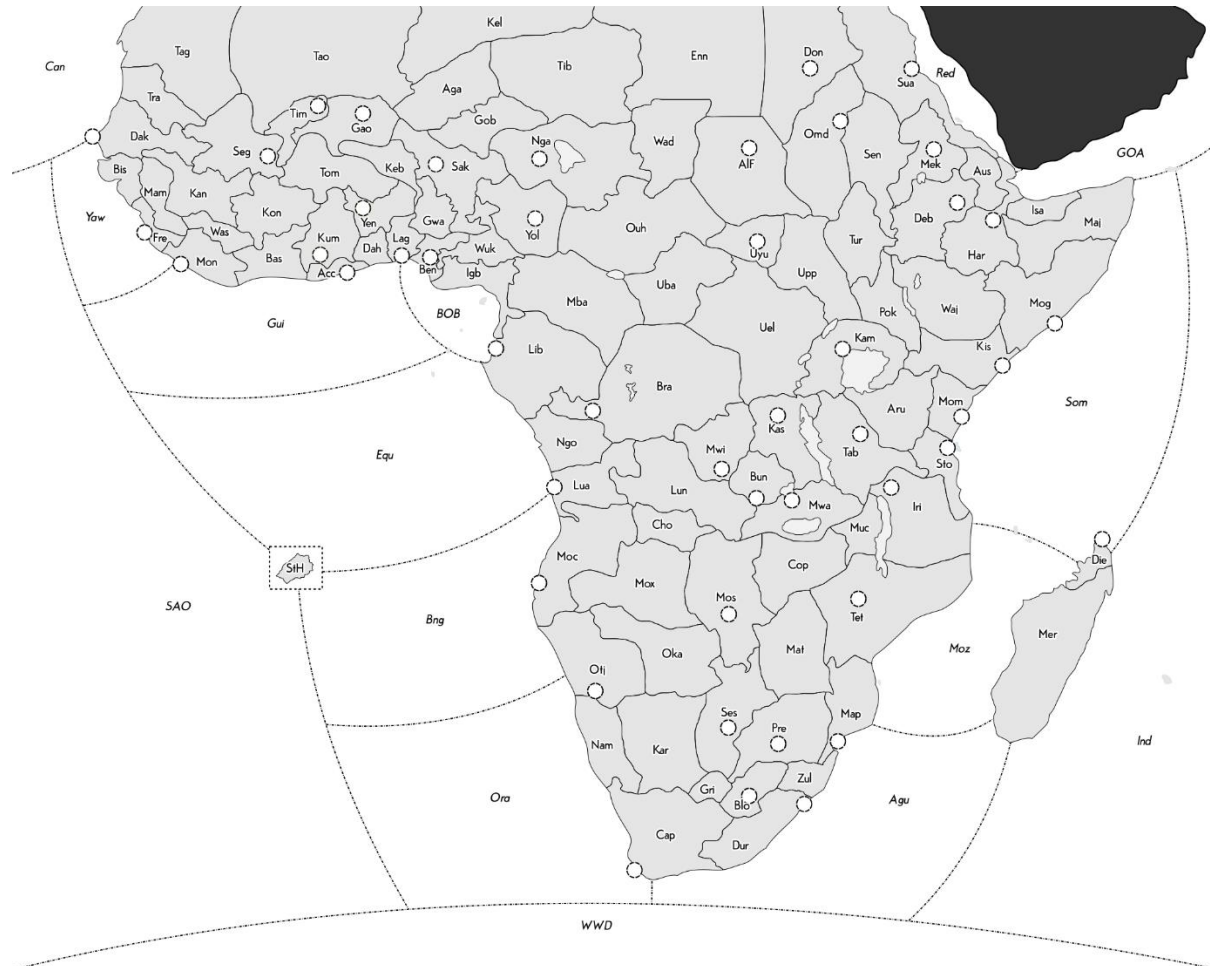 Kel
Tag
Tao
Tib
Enn
Don
Can
Sua
Red
Aga
Tra
Tim
Gao
Gob
Dak
Omd
Nga
Wad
AlF
Seg
Sen
GOA
Mek
Aus
Bis
Tom
Keb
Sak
Mam
Kan
Deb
Isa
Yaw
Kon
Yen
Gwa
Yol
Ouh
Maj
Fre
Was
Kum
Dah
Lag
Wuk
Uyu
Tur
Har
Mon
Bas
Acc
Ben
Igb
Upp
Uba
Mba
Mog
BOB
Pok
Waj
Gui
Uel
Kam
Kis
Lib
Bra
Som
Aru
Mom
Ngo
Kas
Equ
Mwi
Tab
Sto
Bun
Lua
Lun
Mwa
Iri
Cho
Muc
Moc
Die
StH
Cop
Mox
Mos
SAO
Bng
Tet
Mer
Oka
Mat
Moz
Oti
Ses
Map
Pre
Ind
Nam
Kar
Zul
Ora
Gri
Blo
Agu
Cap
Dur
WWD